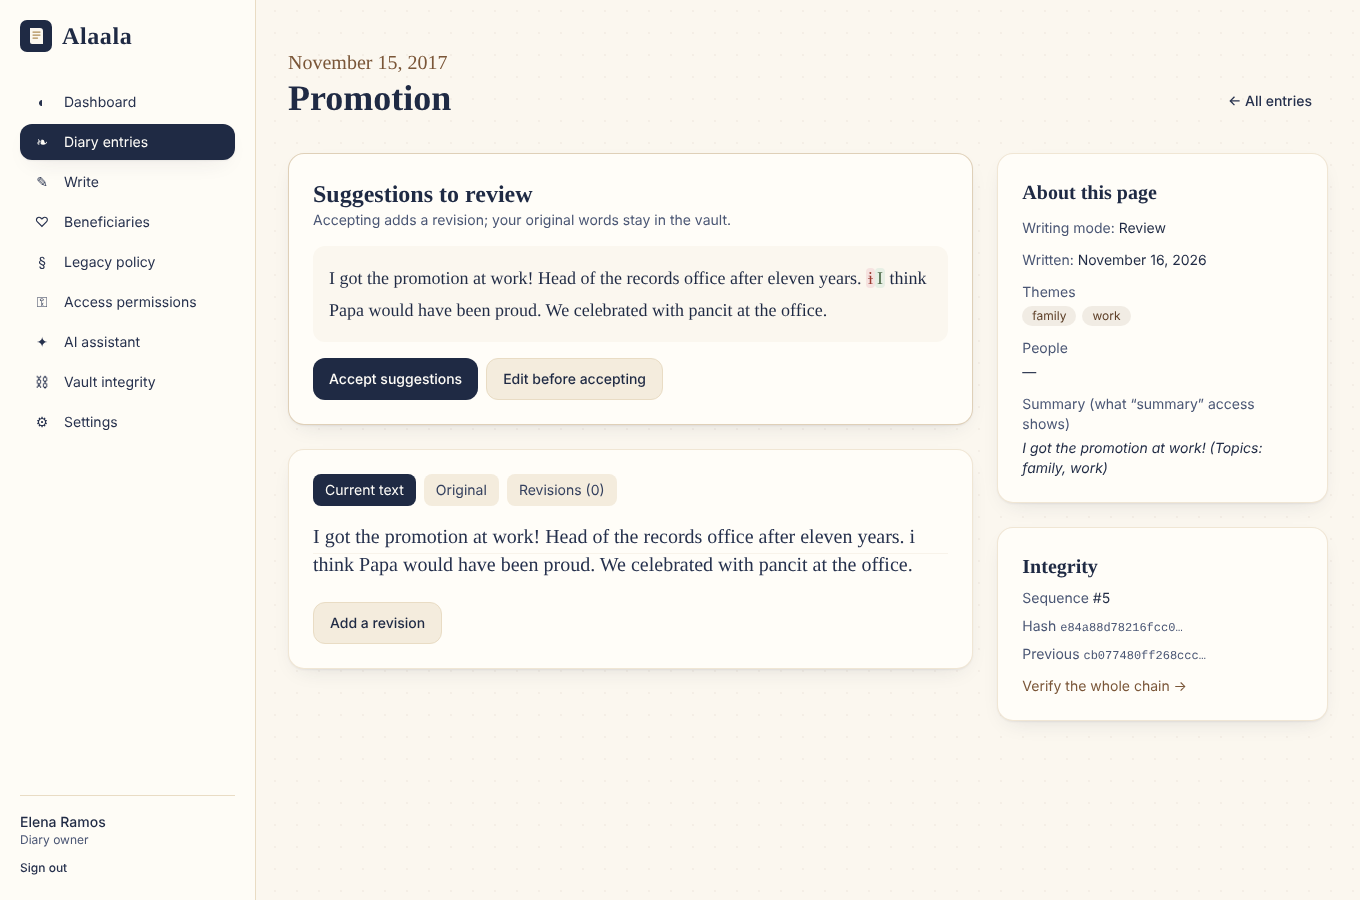 Alaala
Dashboard
Diary entries
Write
Beneficiaries
Legacy policy
Access permissions
AI assistant
Vault integrity
Settings
Elena Ramos
Diary owner
Sign out
November 15, 2017
Promotion
← All entries
Suggestions to review
Accepting adds a revision; your original words stay in the vault.
I got the promotion at work! Head of the records office after eleven years. i I think
Papa would have been proud. We celebrated with pancit at the office.
Accept suggestions
Edit before accepting
Current text
Original
Revisions (0)
I got the promotion at work! Head of the records office after eleven years. i
think Papa would have been proud. We celebrated with pancit at the office.
Add a revision
About this page
Writing mode: Review
Written: November 16, 2026
Themes
family
work
People
—
Summary (what “summary” access
shows)
I got the promotion at work! (Topics:
family, work)
Integrity
Sequence #5
Hash e84a88d78216fcc0…
Previous cb077480ff268ccc…
Verify the whole chain →